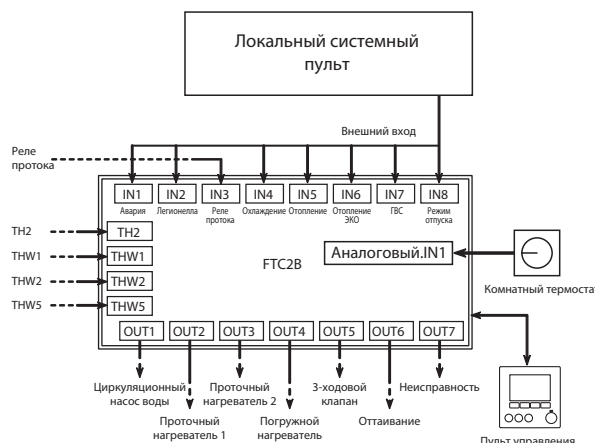 Локальный системный
пульт
Внешний вход
Реле
протока
IN1 IN2 IN3 IN4 IN5 IN6 IN7 IN8
Авария Легионелла Реле протока Охлаждение Отопление Отопление ЭКО ГВС Режим отпуска
TH2 TH2
THW1 THW1
THW2 THW2
THW5 THW5
FTC2B
Аналоговый.IN1
Комнатный термостат
OUT1 OUT2 OUT3 OUT4 OUT5 OUT6 OUT7
Циркуляционный
насос воды
Проточный
нагреватель 2
3-ходовой
клапан
Неисправность
Проточный
нагреватель 1
Погружной
нагреватель
Оттаивание
Пульт управления